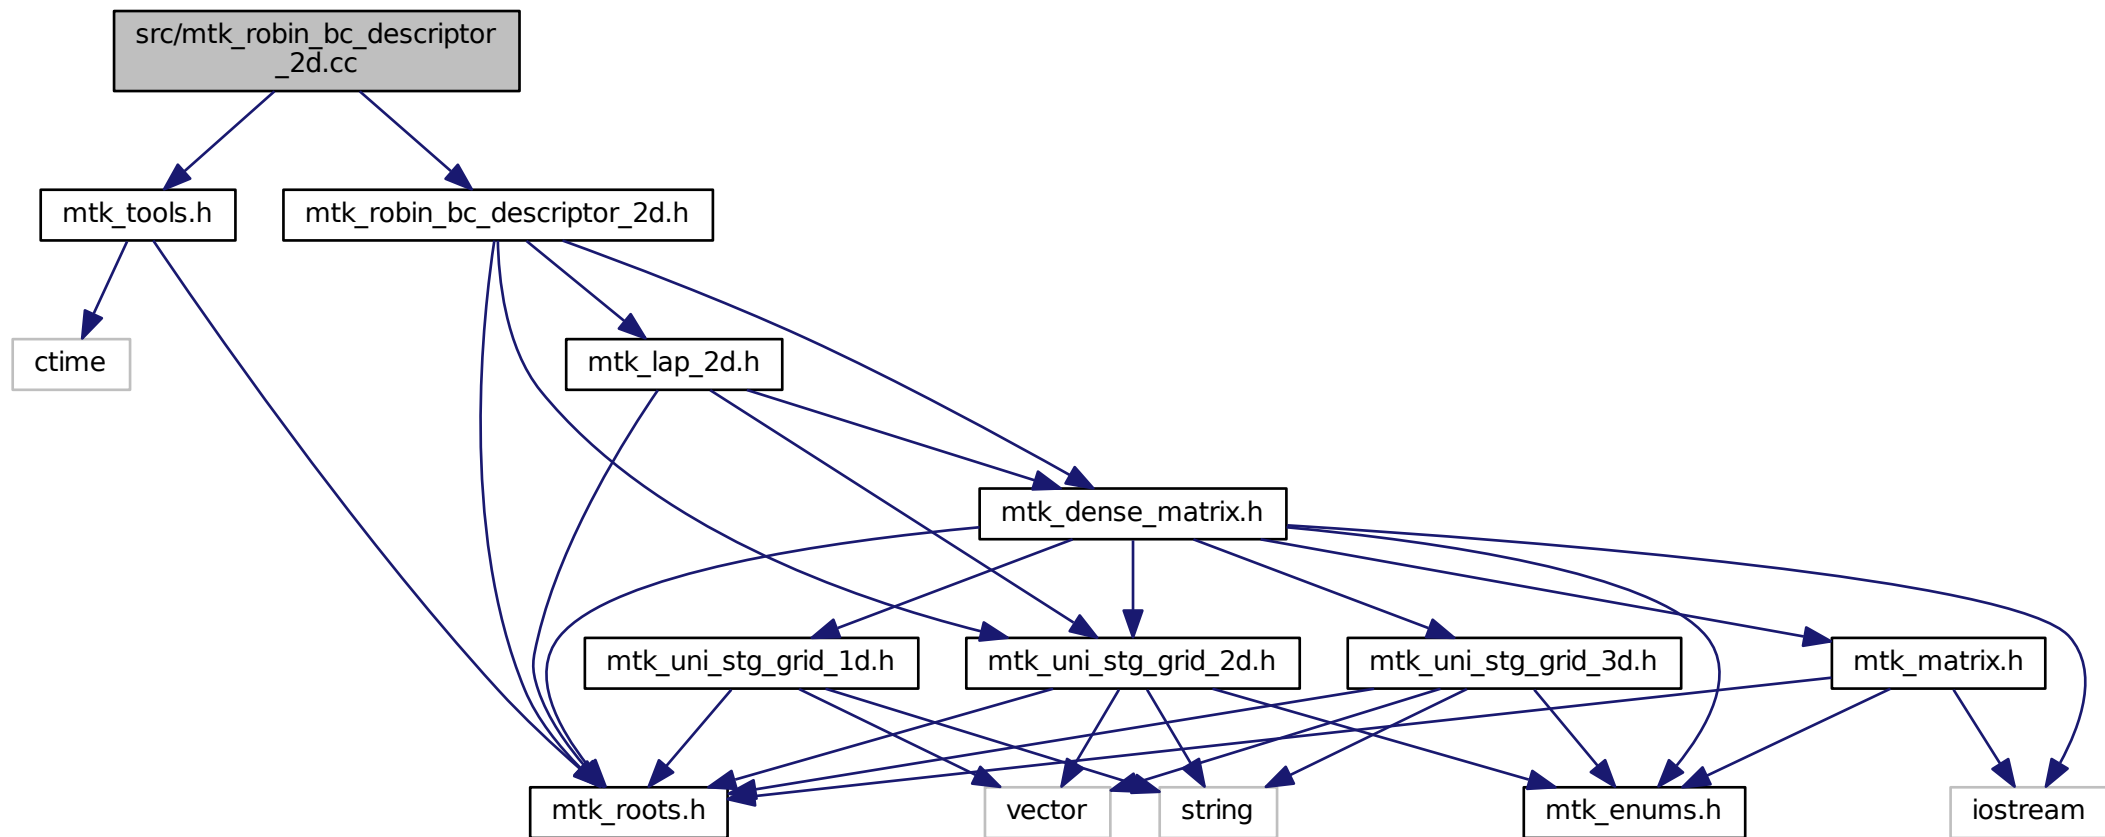 src/mtk_robin_bc_descriptor
_2d.cc
mtk_tools.h
mtk_robin_bc_descriptor_2d.h
ctime
mtk_lap_2d.h
mtk_dense_matrix.h
mtk_uni_stg_grid_1d.h
mtk_uni_stg_grid_2d.h
mtk_uni_stg_grid_3d.h
mtk_matrix.h
mtk_roots.h
vector
string
mtk_enums.h
iostream